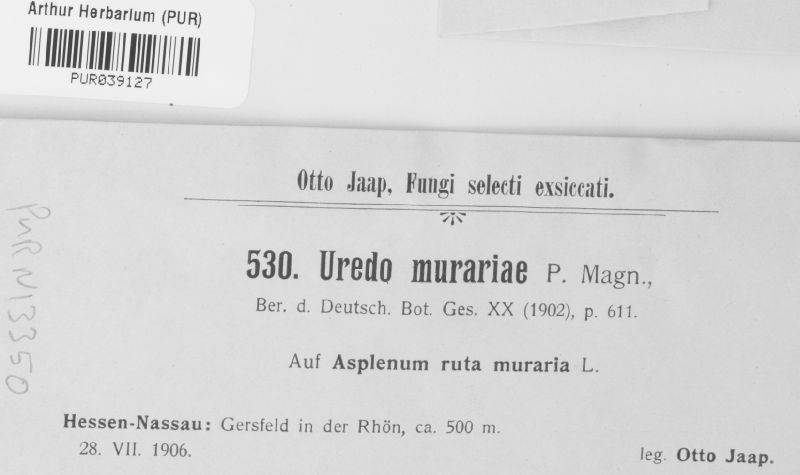 Arthur Herbarium (PUR)
PUR039127
Otto Jaap, Fungi selecti exsiccati.
530. Uredo murariae P. Magn.,
Ber. d. Deutsch. Bot. Ges. XX (1902), p. 611.
Auf Asplenum ruta muraria L.
Hessen-Nassau: Gersfeld in der Rhön, ca. 500 m.
28. VII. 1906.
leg. Otto Jaap.
PUR N13350